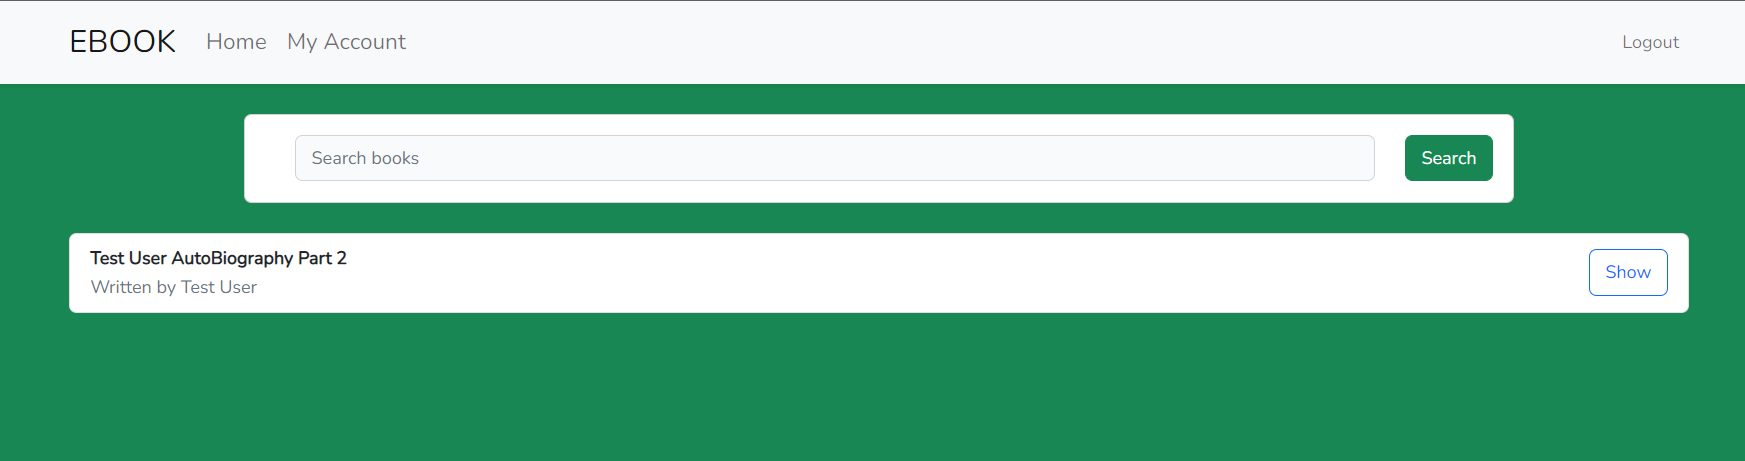 EBOOK Home My Account Logout
Search books Search
Test User AutoBiography Part 2
Written by Test User
Show